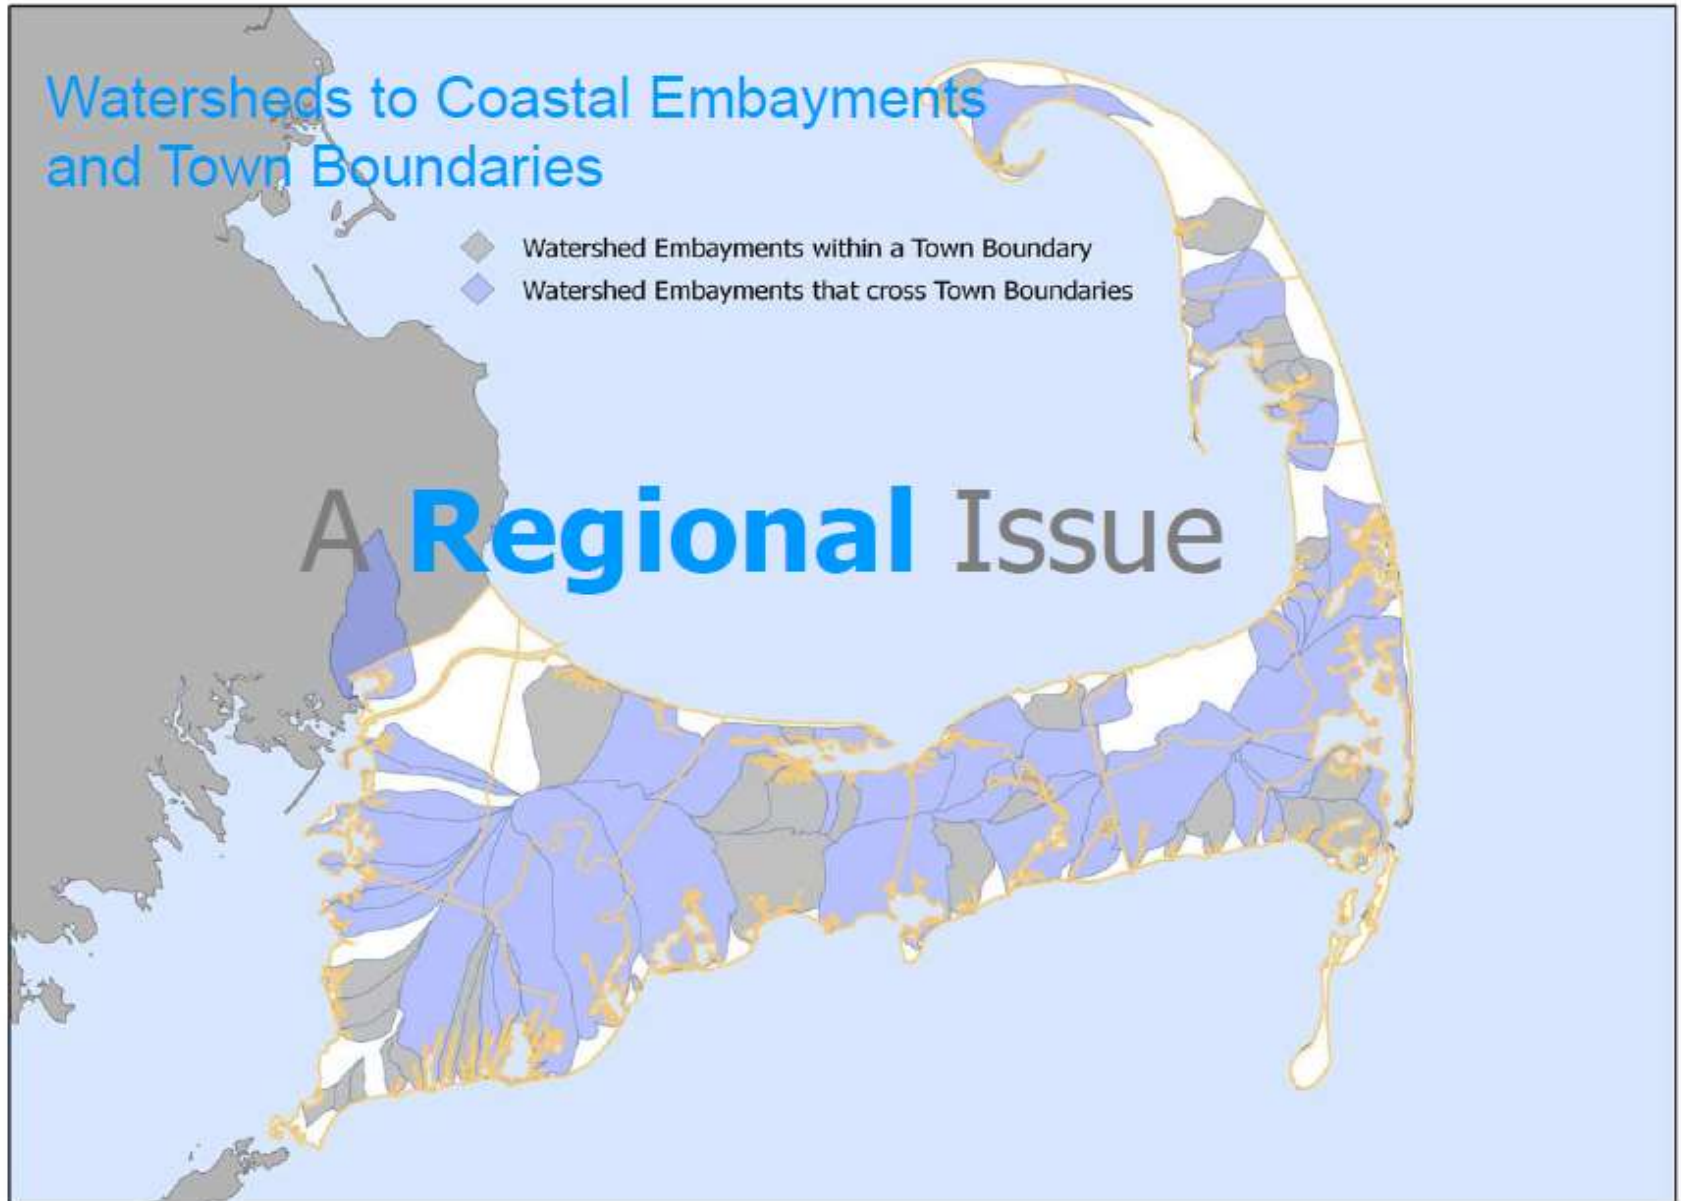 Watersheds to Coastal Embayments
and Town Boundaries
Watershed Embayments within a Town Boundary
Watershed Embayments that cross Town Boundaries
A Regional Issue